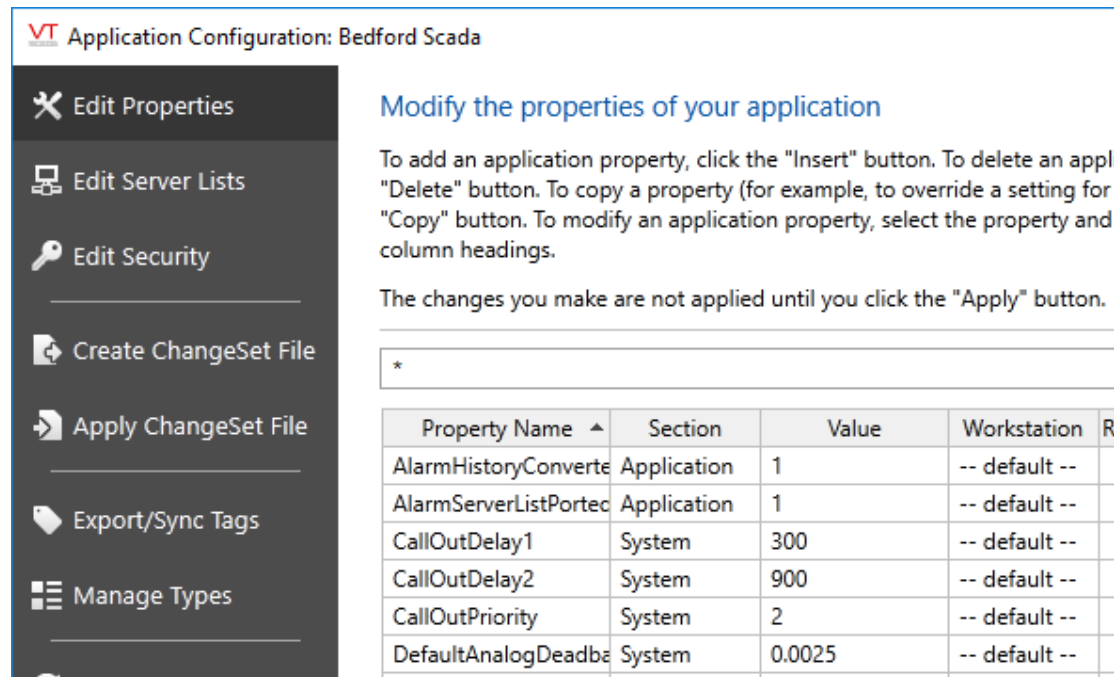 VT Application Configuration: Bedford Scada
Edit Properties
Edit Server Lists
Edit Security
Create ChangeSet File
Apply ChangeSet File
Export/Sync Tags
Manage Types
Modify the properties of your application
To add an application property, click the "Insert" button. To delete an appli
"Delete" button. To copy a property (for example, to override a setting for
"Copy" button. To modify an application property, select the property and
column headings.
The changes you make are not applied until you click the "Apply" button.
*
Property Name Section Value Workstation R
AlarmHistoryConverte Application 1 -- default --
AlarmServerListPorted Application 1 -- default --
CallOutDelay1 System 300 -- default --
CallOutDelay2 System 900 -- default --
CallOutPriority System 2 -- default --
DefaultAnalogDeadba System 0.0025 -- default --